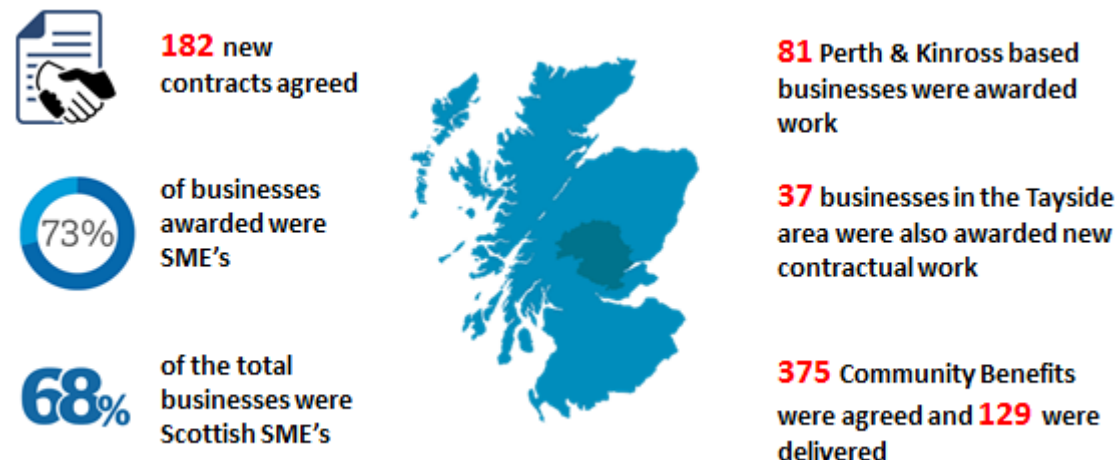 182 new
contracts agreed
73%
of businesses
awarded were
SME’s
68%
of the total
businesses were
Scottish SME’s
81 Perth & Kinross based
businesses were awarded
work
37 businesses in the Tayside
area were also awarded new
contractual work
375 Community Benefits
were agreed and 129 were
delivered